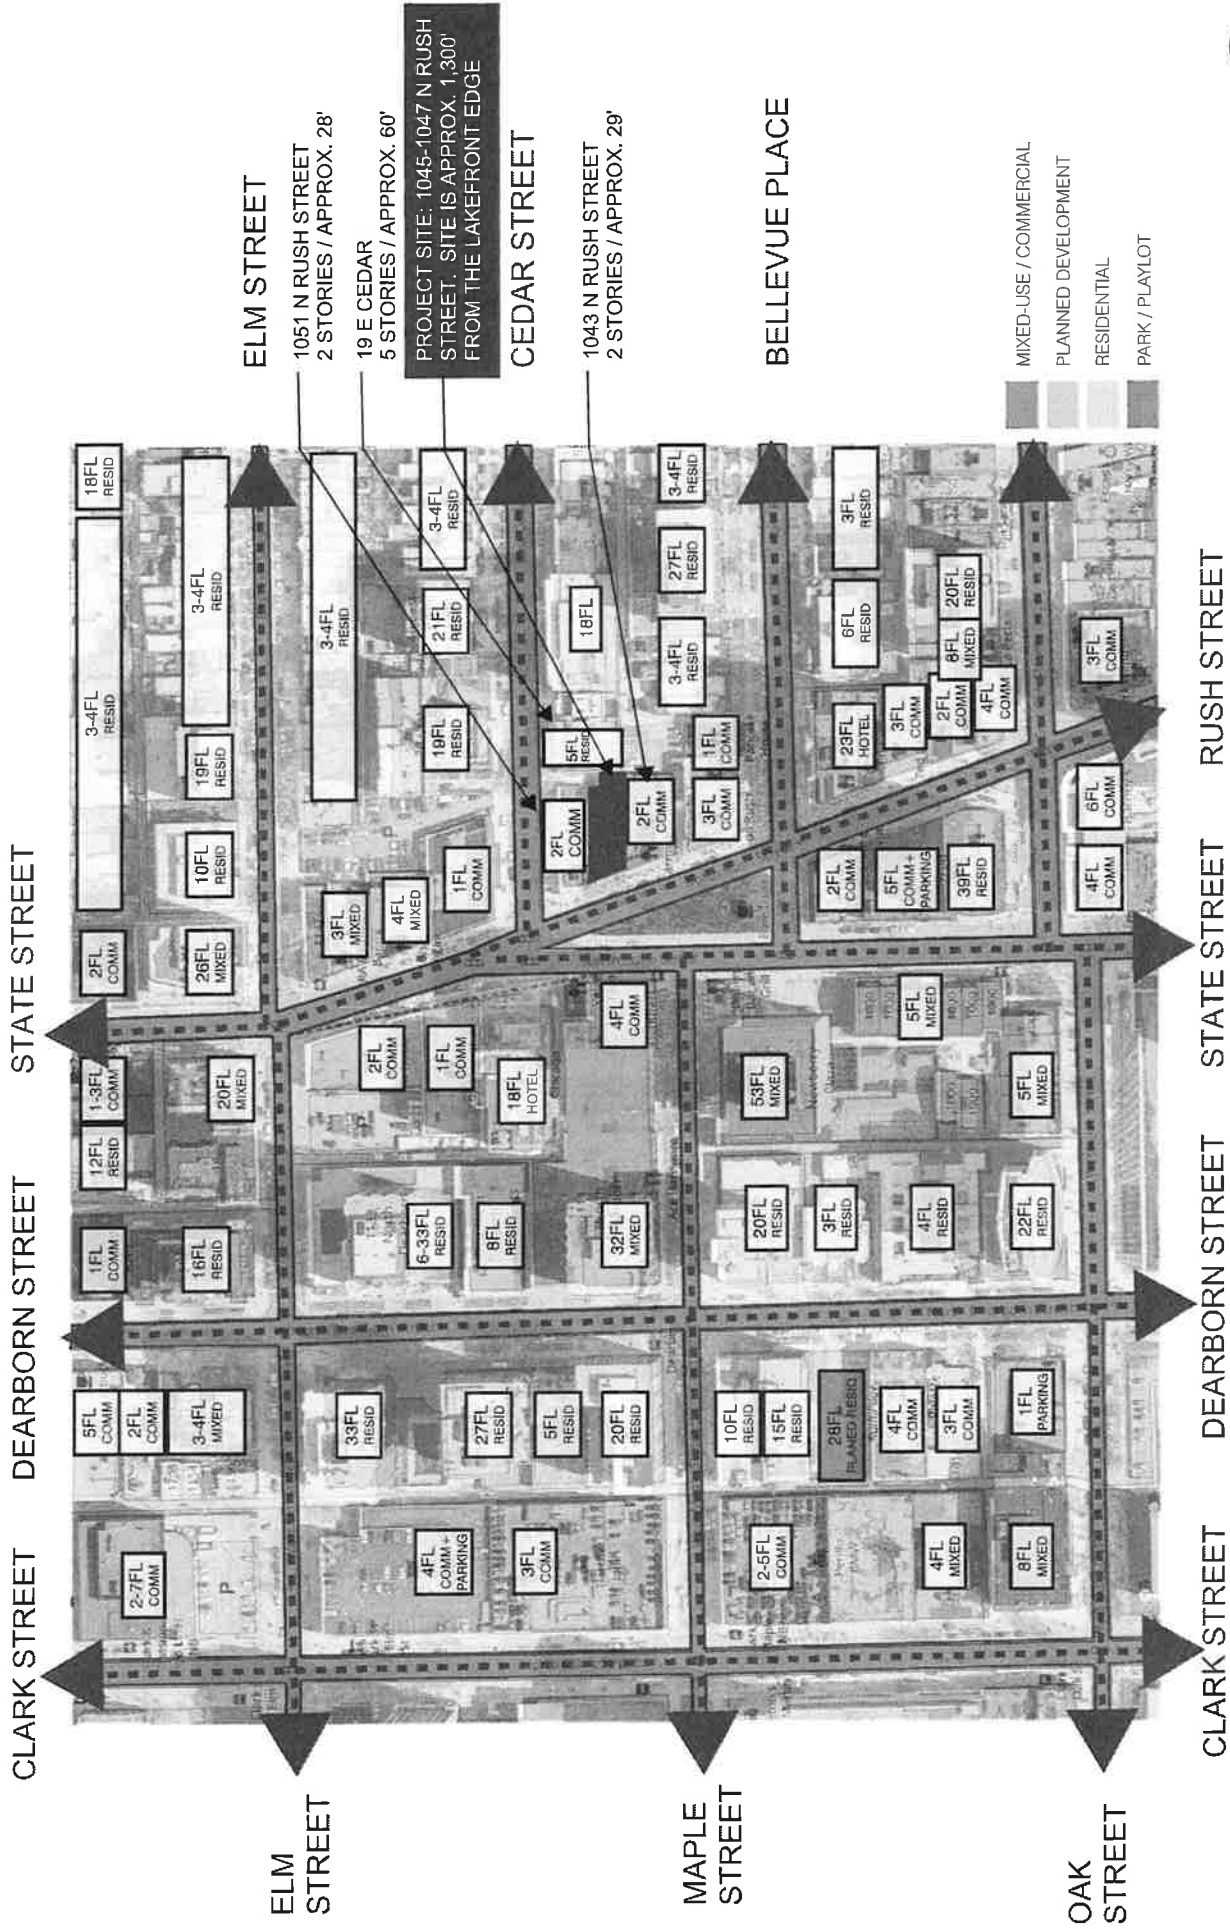 CLARK STREET
DEARBORN STREET
STATE STREET
2-7FL
COMM
P
5FL
COMM
2FL
COMM
3-4FL
MIXED
1FL
COMM
16FL
RESID
12FL
RESID
1-3FL
COMM
20FL
MIXED
2FL
COMM
26FL
MIXED
3-4FL
RESID
18FL
RESID
10FL
RESID
19FL
RESID
3-4FL
RESID
ELM
STREET
ELM STREET
4FL
COMM+
PARKING
3FL
COMM
33FL
RESID
27FL
RESID
5FL
RESID
20FL
RESID
6-33FL
RESID
8FL
RESID
32FL
MIXED
2FL
COMM
1FL
COMM
18FL
HOTEL
4FL
COMM
3FL
MIXED
4FL
MIXED
1FL
COMM
3-4FL
RESID
19FL
RESID
21FL
RESID
3-4FL
RESID
1051 N RUSH STREET
2 STORIES / APPROX. 28'
19 E CEDAR
5 STORIES / APPROX. 60'
PROJECT SITE: 1045-1047 N RUSH
STREET. SITE IS APPROX. 1,300'
FROM THE LAKEFRONT EDGE
CEDAR STREET
2FL
COMM
5FL
RESID
18FL
2FL
COMM
3FL
COMM
1FL
COMM
3-4FL
RESID
27FL
RESID
3-4FL
RESID
1043 N RUSH STREET
2 STORIES / APPROX. 29'
MAPLE
STREET
BELLEVUE PLACE
2-5FL
COMM
4FL
MIXED
8FL
MIXED
10FL
RESID
15FL
RESID
28FL
PLANED RESID
4FL
COMM
3FL
COMM
1FL
PARKING
20FL
RESID
3FL
RESID
4FL
RESID
22FL
RESID
53FL
MIXED
5FL
MIXED
5FL
MIXED
2FL
COMM
5FL
COMM+
PARKING
39FL
RESID
23FL
HOTEL
3FL
COMM
2FL
COMM
4FL
COMM
6FL
RESID
3FL
RESID
8FL
MIXED
20FL
RESID
4FL
COMM
6FL
COMM
3FL
COMM
MIXED-USE / COMMERCIAL
PLANNED DEVELOPMENT
RESIDENTIAL
PARK / PLAYLOT
OAK
STREET
CLARK STREET
DEARBORN STREET
STATE STREET
RUSH STREET